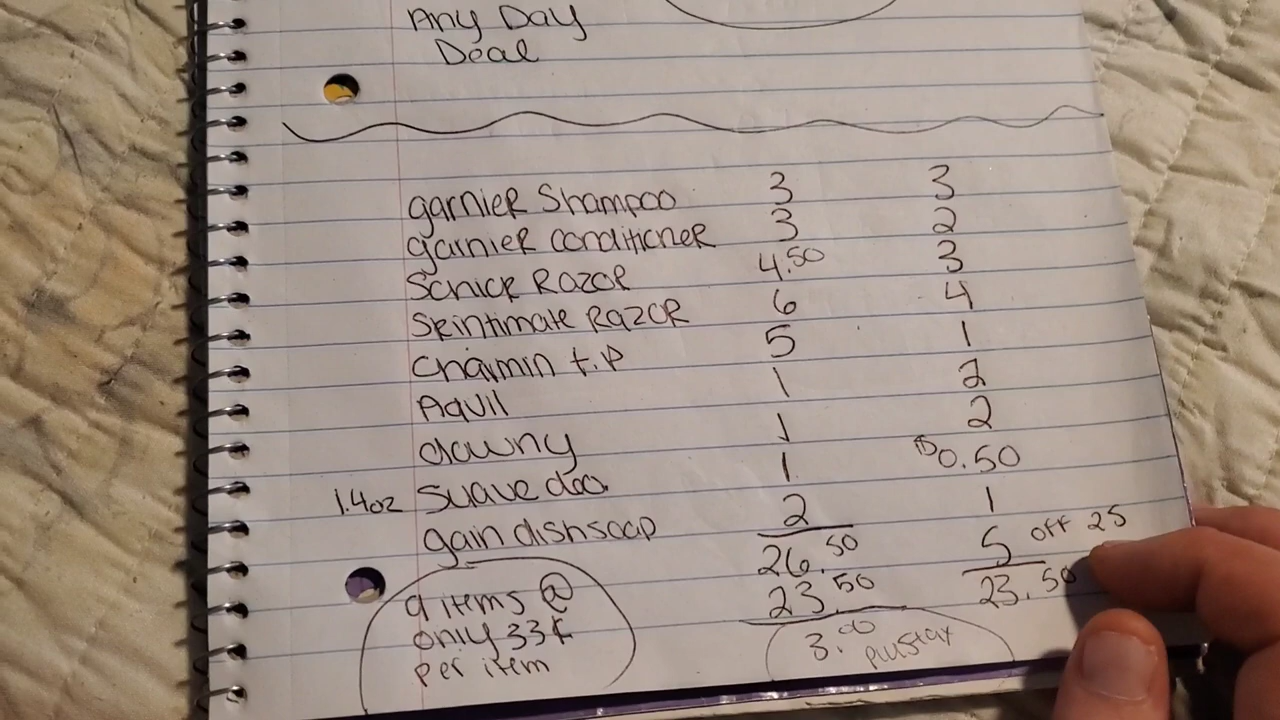 Any Day
Deal
garnier Shampoo 3 3
garnier conditioner 3 2
Schick Razor 4.50 3
Skintimate Razor 6 4
Charmin t.p 5 1
Advil 1 2
downy 1 2
1.4oz Suave deo. 1. $0.50
gain dishsoap 2 1
26.50 5 off 25
23.50 23.50
9 items @
only 33¢
per item
3.00 plus tax